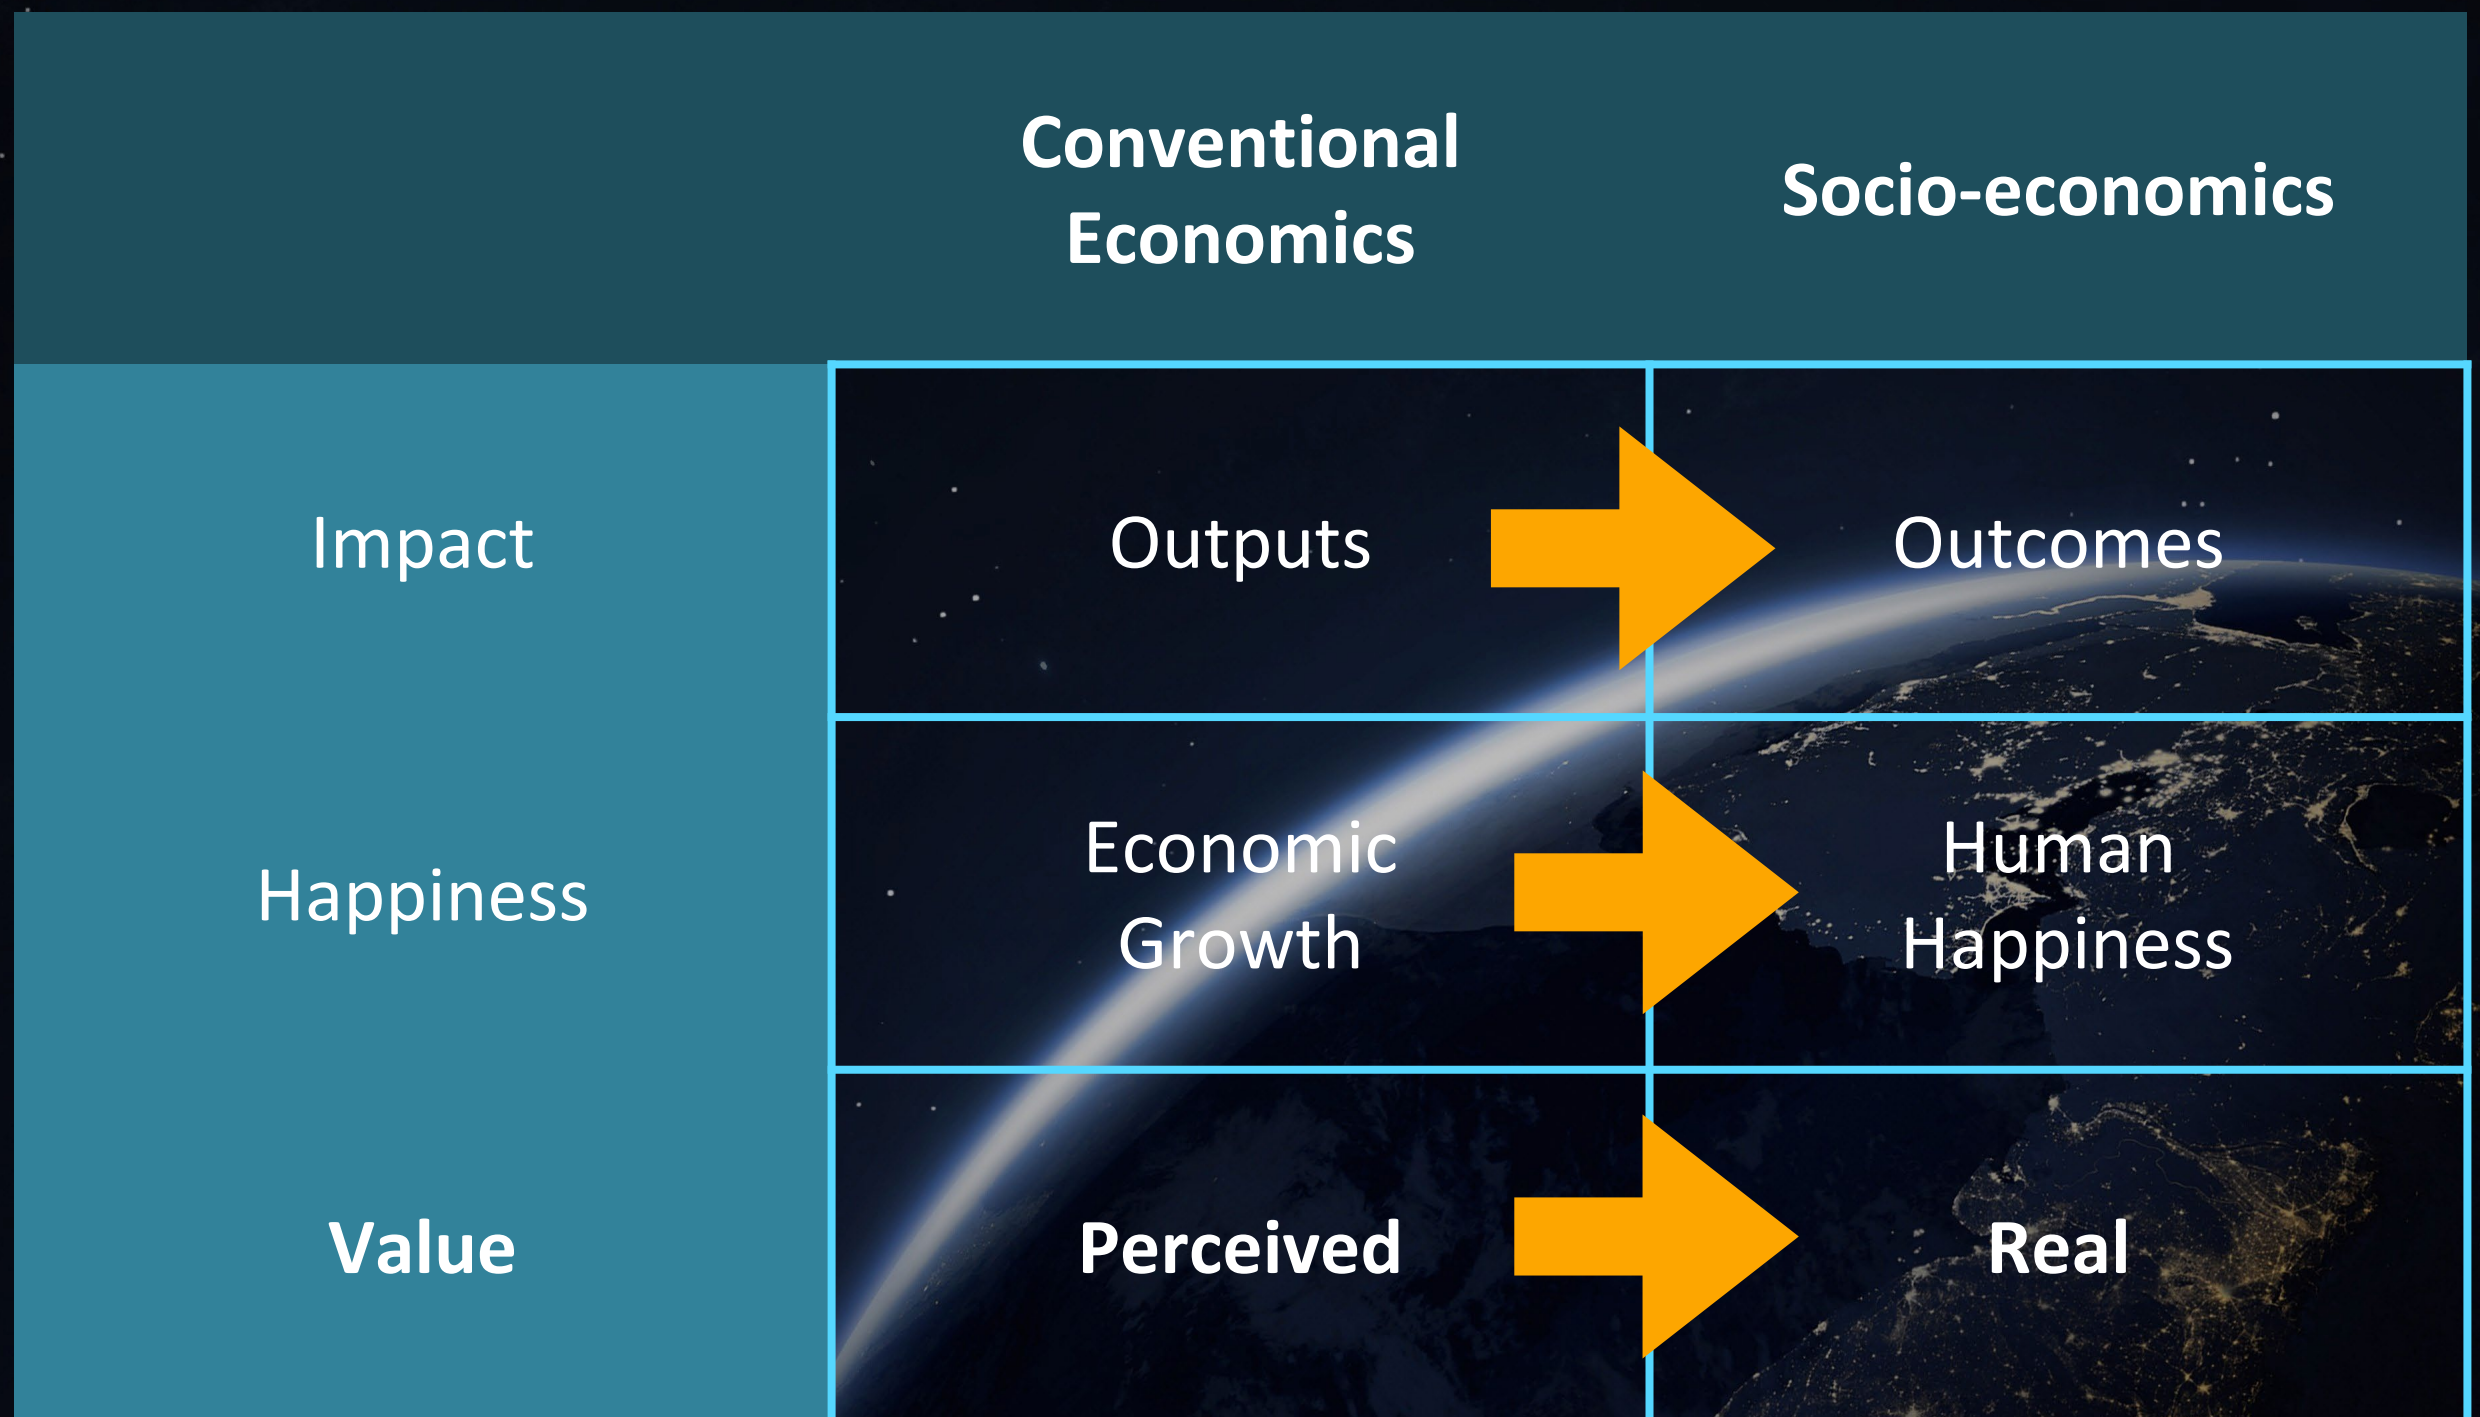 Conventional
Economics
Socio-economics
Impact
Outputs
Outcomes
Happiness
Economic
Growth
Human
Happiness
Value
Perceived
Real